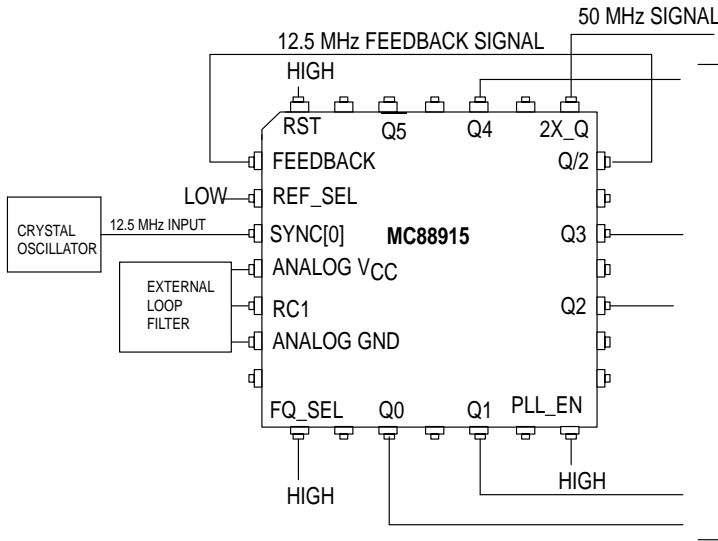 50 MHz SIGNAL
12.5 MHz FEEDBACK SIGNAL
HIGH
RST
Q5
Q4
2X_Q
FEEDBACK
Q/2
LOW
REF_SEL
CRYSTAL
OSCILLATOR
12.5 MHz INPUT
SYNC[0]
MC88915
Q3
ANALOG VCC
EXTERNAL
LOOP
FILTER
RC1
Q2
ANALOG GND
FQ_SEL
Q0
Q1
PLL_EN
HIGH
HIGH